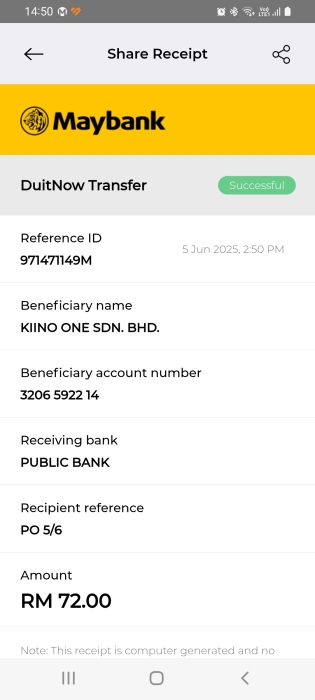 14:50
Share Receipt
Maybank
DuitNow Transfer
Successful
Reference ID
5 Jun 2025, 2:50 PM
971471149M
Beneficiary name
KIINO ONE SDN. BHD.
Beneficiary account number
3206 5922 14
Receiving bank
PUBLIC BANK
Recipient reference
PO 5/6
Amount
RM 72.00
Note: This receipt is computer generated and no